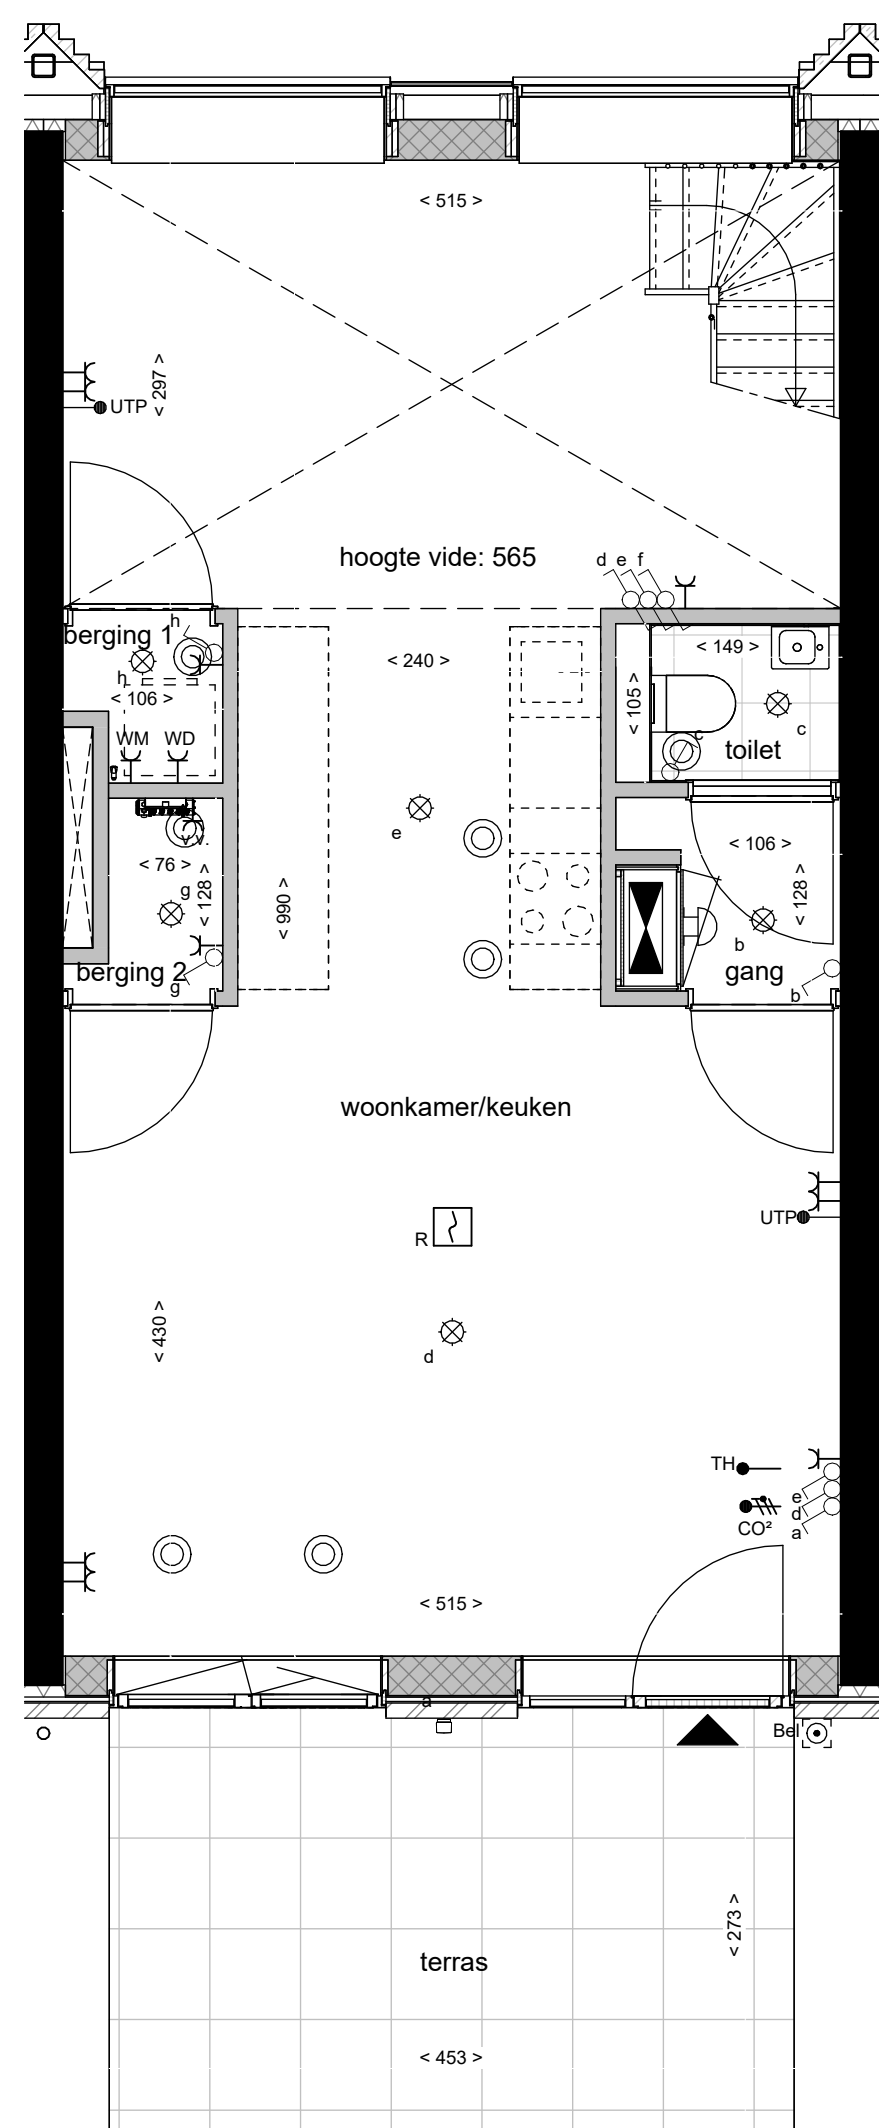 < 515 >
< 297 >
UTP
hoogte vide: 565
d e f
berging 1
h
h
< 106 >
WM WD
< 240 >
< 149 >
< 105 >
c
c
toilet
e
v.v.
< 76 >
< 128 >
g
berging 2
g
< 990 >
< 106 >
< 128 >
b
gang
b
woonkamer/keuken
UTP
R
< 430 >
d
TH
CO²
e
d
a
< 515 >
a
Bel
< 273 >
terras
< 453 >